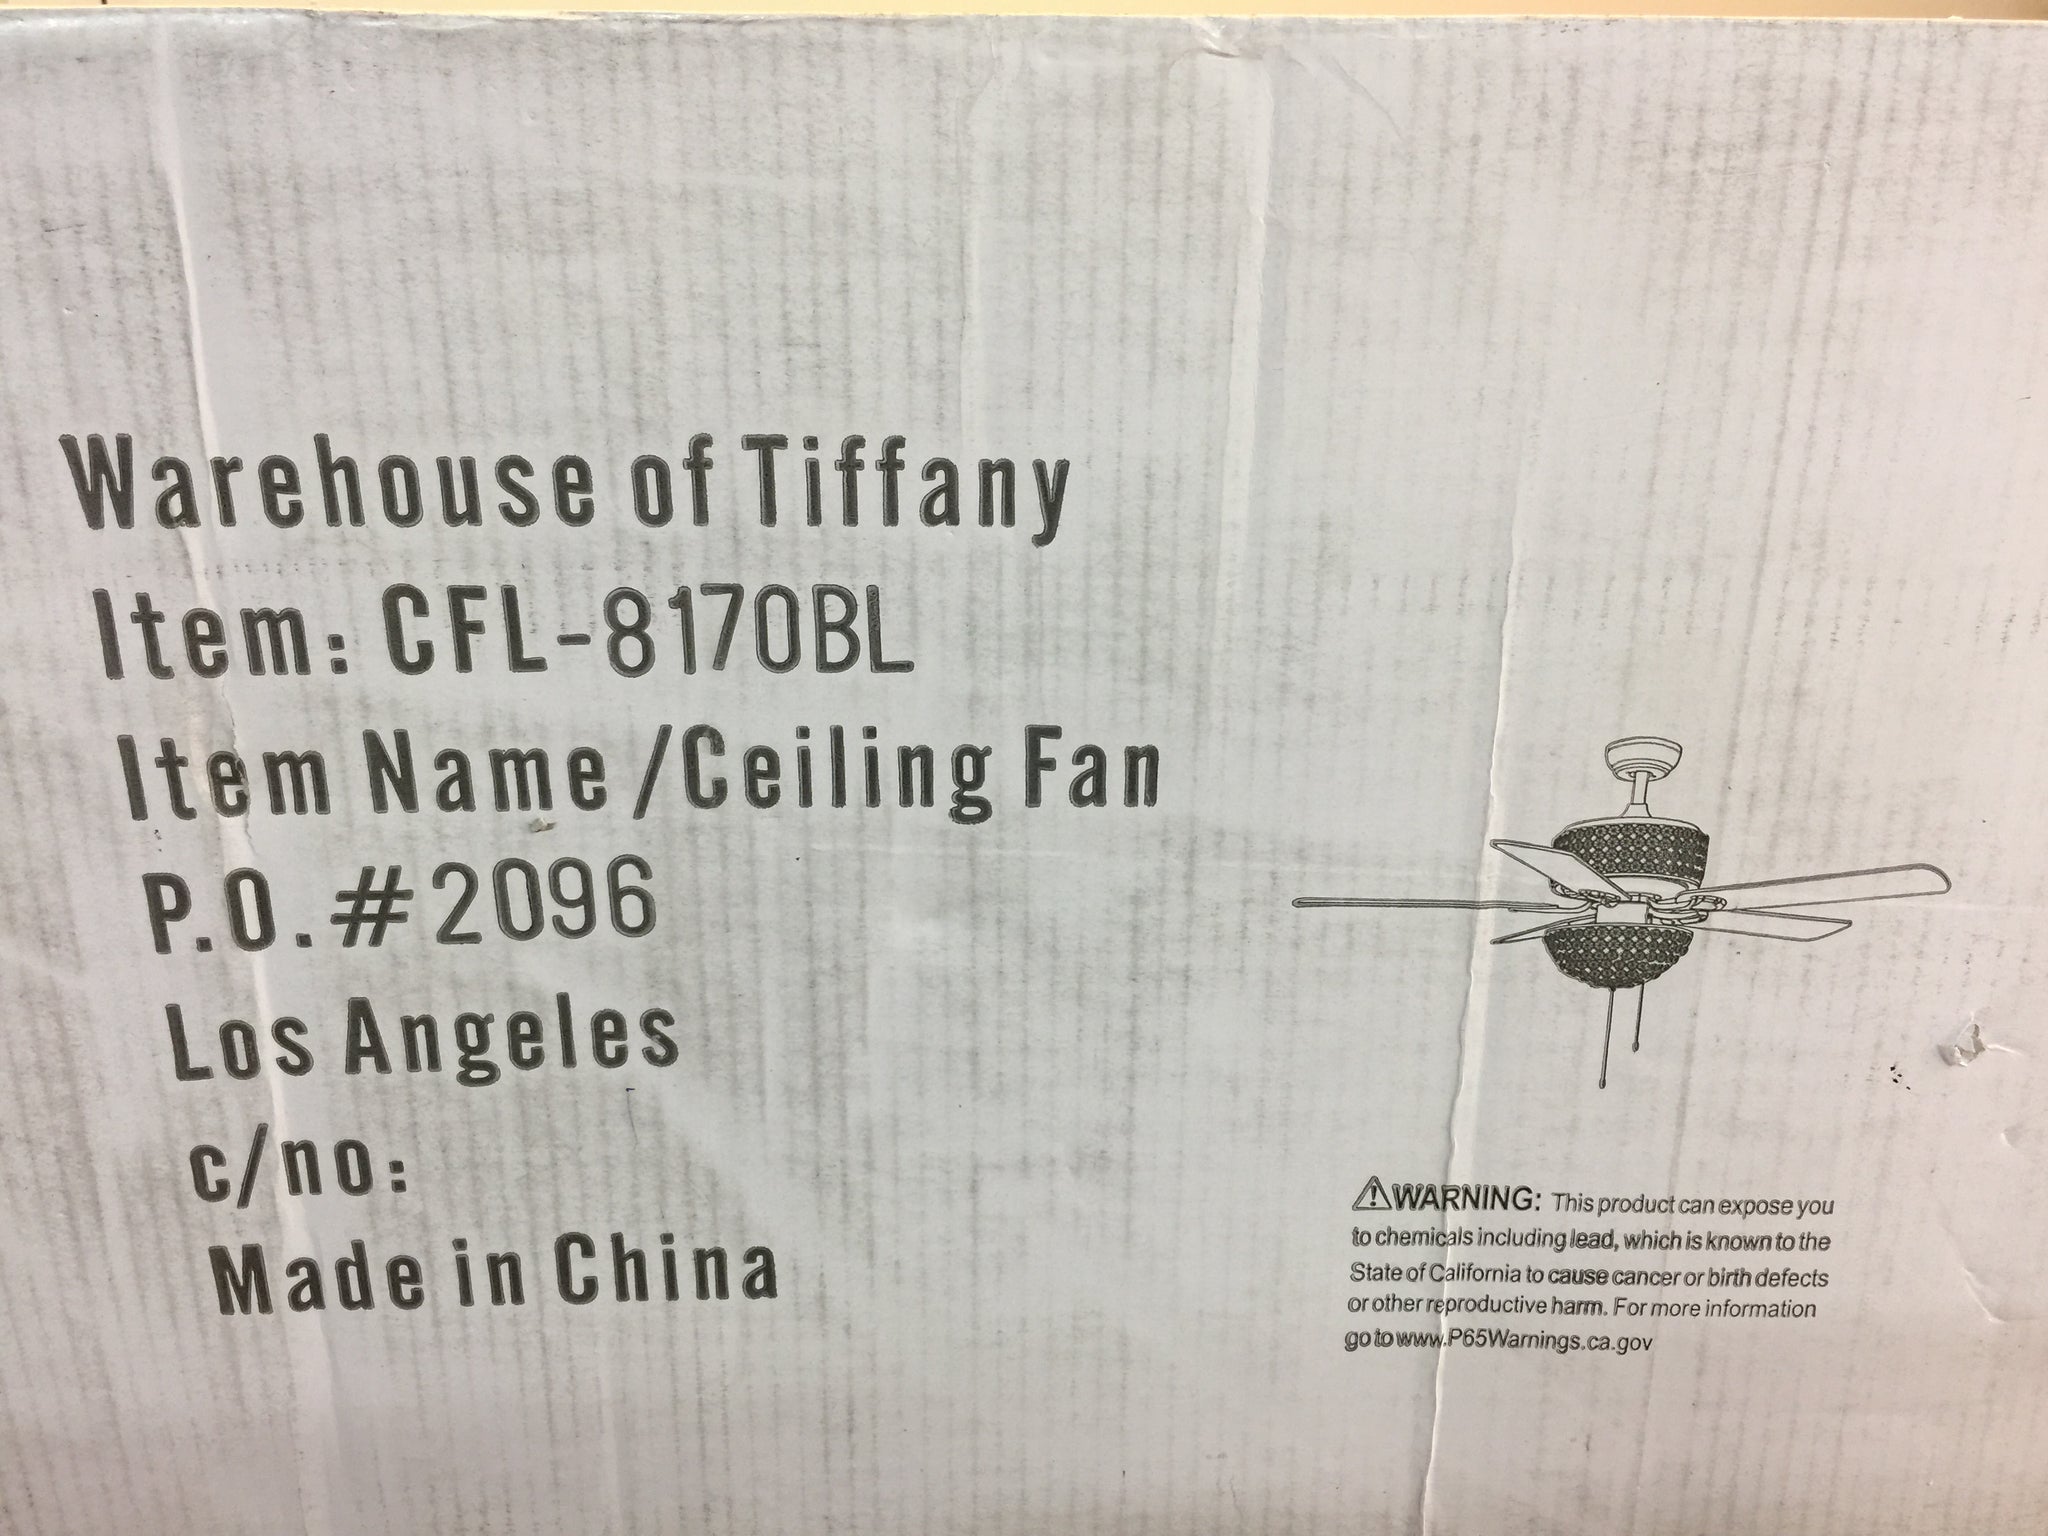 Warehouse of Tiffany
Item: CFL-8170BL
Item Name /Ceiling Fan
P.O. #2096
Los Angeles
c/no:
Made in China
⚠WARNING: This product can expose you
to chemicals including lead, which is known to the
State of California to cause cancer or birth defects
or other reproductive harm. For more information
go to www.P65Warnings.ca.gov